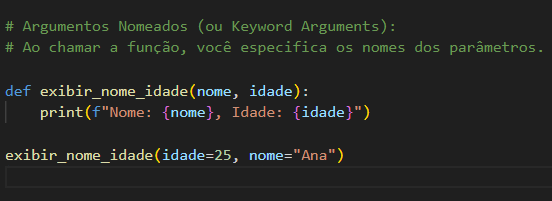 # Argumentos Nomeados (ou Keyword Arguments):
# Ao chamar a função, você especifica os nomes dos parâmetros.
def exibir_nome_idade(nome, idade):
    print(f"Nome: {nome}, Idade: {idade}")
exibir_nome_idade(idade=25, nome="Ana")